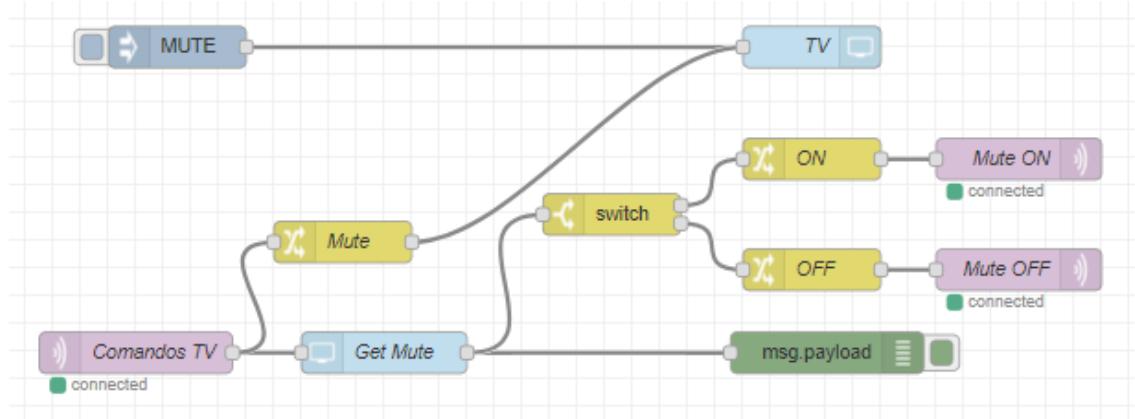 MUTE
TV
ON
Mute ON
connected
switch
Mute
OFF
Mute OFF
connected
Comandos TV
connected
Get Mute
msg.payload